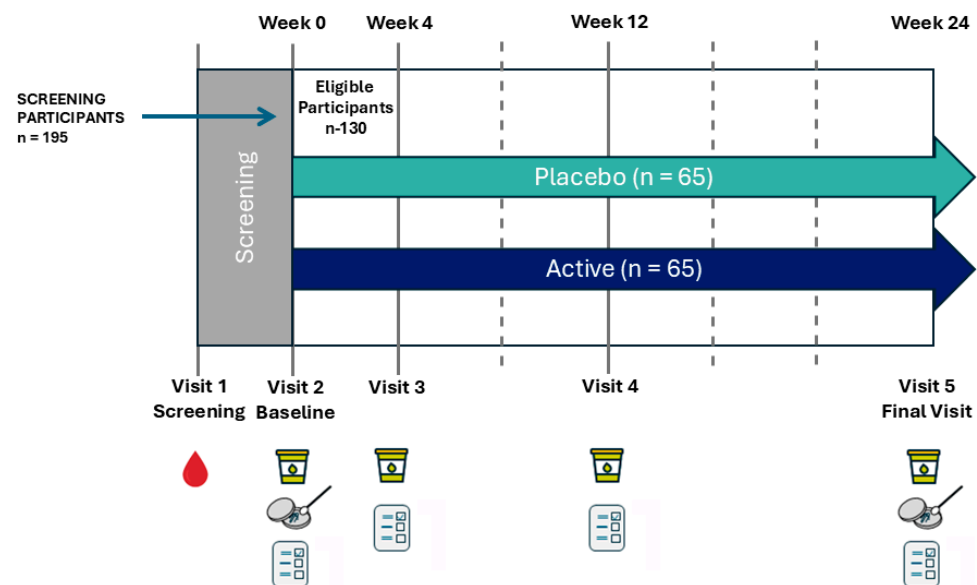 Week 0
Week 4
Week 12
Week 24
SCREENING
PARTICIPANTS
n = 195
Eligible
Participants
n-130
Screening
Placebo (n = 65)
Active (n = 65)
Visit 1
Screening
Visit 2
Baseline
Visit 3
Visit 4
Visit 5
Final Visit